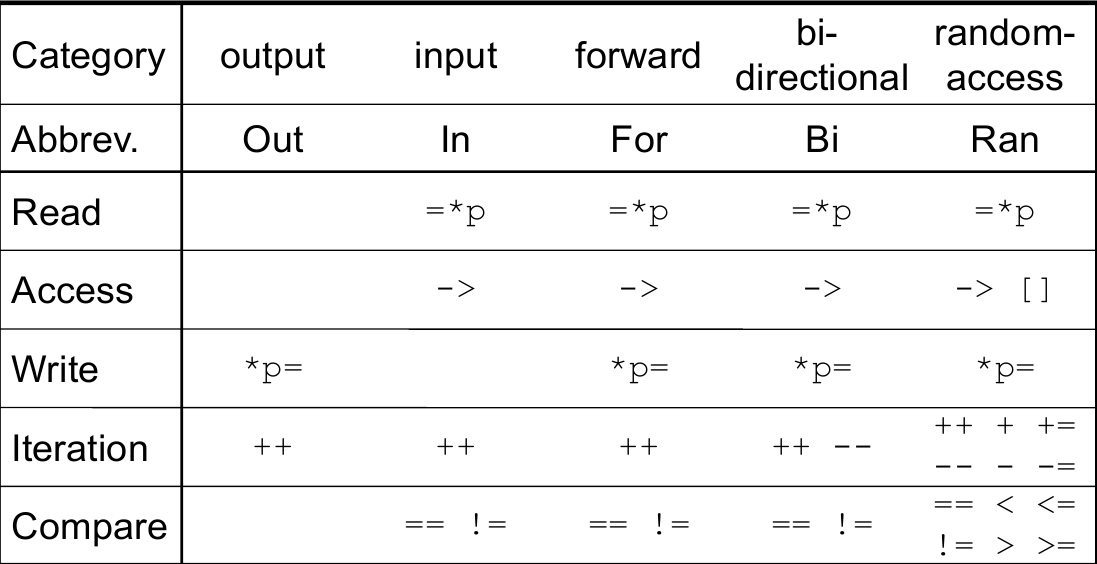 Category output input forward bi-directional random-access
Abbrev. Out In For Bi Ran
Read =*p =*p =*p =*p
Access -> -> -> -> []
Write *p= *p= *p= *p=
Iteration ++ ++ ++ ++ -- ++ + += -- - -=
Compare == != == != == != == < <= != > >=